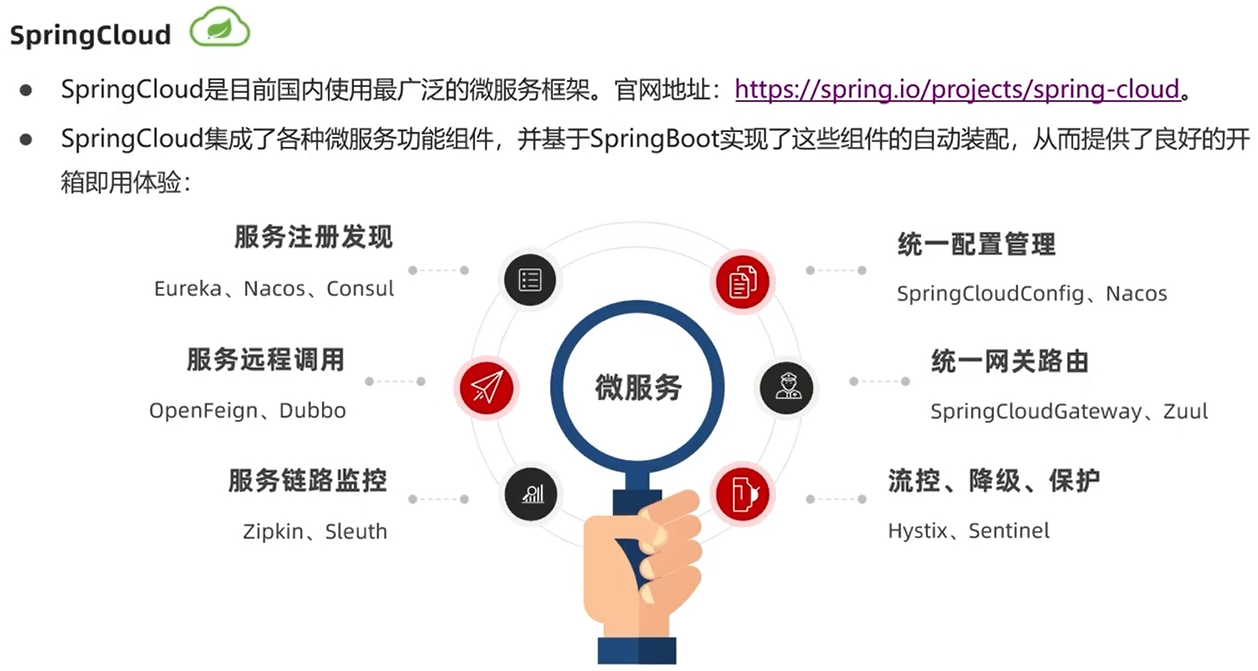 SpringCloud
● SpringCloud是目前国内使用最广泛的微服务框架。官网地址：https://spring.io/projects/spring-cloud。
● SpringCloud集成了各种微服务功能组件，并基于SpringBoot实现了这些组件的自动装配，从而提供了良好的开
箱即用体验：
服务注册发现
Eureka、Nacos、Consul
统一配置管理
SpringCloudConfig、Nacos
服务远程调用
OpenFeign、Dubbo
微服务
统一网关路由
SpringCloudGateway、Zuul
服务链路监控
Zipkin、Sleuth
流控、降级、保护
Hystix、Sentinel